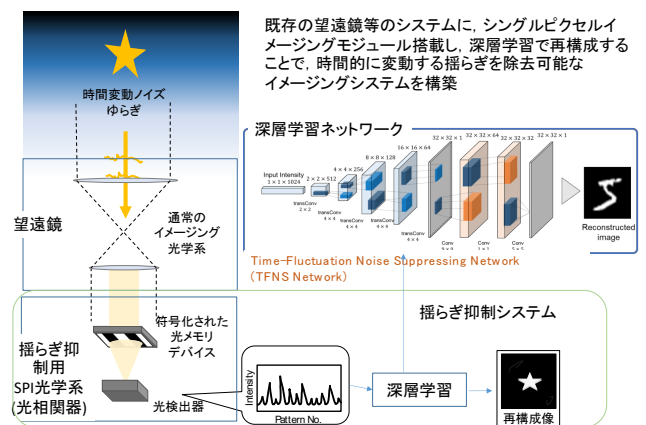 既存の望遠鏡等のシステムに，シングルピクセルイ
メージングモジュール搭載し，深層学習で再構成する
ことで，時間的に変動する揺らぎを除去可能な
イメージングシステムを構築
時間変動ノイズ
ゆらぎ
望遠鏡
通常の
イメージング
光学系
深層学習ネットワーク
Input Intensity
1 × 1 × 1024
2 × 2 × 512
4 × 4 × 256
8 × 8 × 128
16 × 16 × 64
32 × 32 × 1
32 × 32 × 64
32 × 32 × 32
32 × 32 × 1
transConv
2 × 2
transConv
4 × 4
transConv
4 × 4
transConv
4 × 4
transConv
4 × 4
Conv
9 × 9
Conv
1 × 1
Conv
5 × 5
Reconstructed
image
Time-Fluctuation Noise Suppressing Network
(TFNS Network)
揺らぎ抑制システム
揺らぎ抑
制用
SPI光学系
(光相関器)
符号化された
光メモリ
デバイス
光検出器
Intensity
Pattern No.
深層学習
再構成像